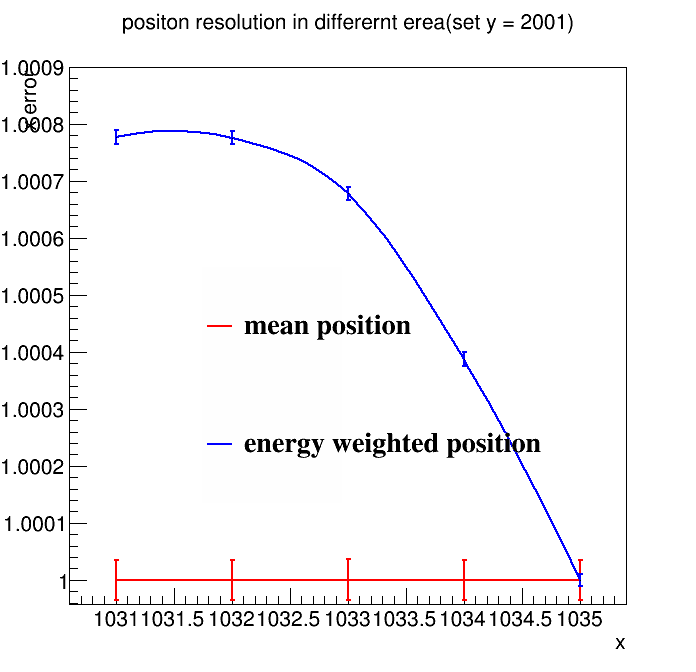 positon resolution in differernt erea(set y = 2001)
x error
1.0009
1.0008
1.0007
1.0006
1.0005
1.0004
1.0003
1.0002
1.0001
1
mean position
energy weighted position
1031 1031.5 1032 1032.5 1033 1033.5 1034 1034.5 1035
x